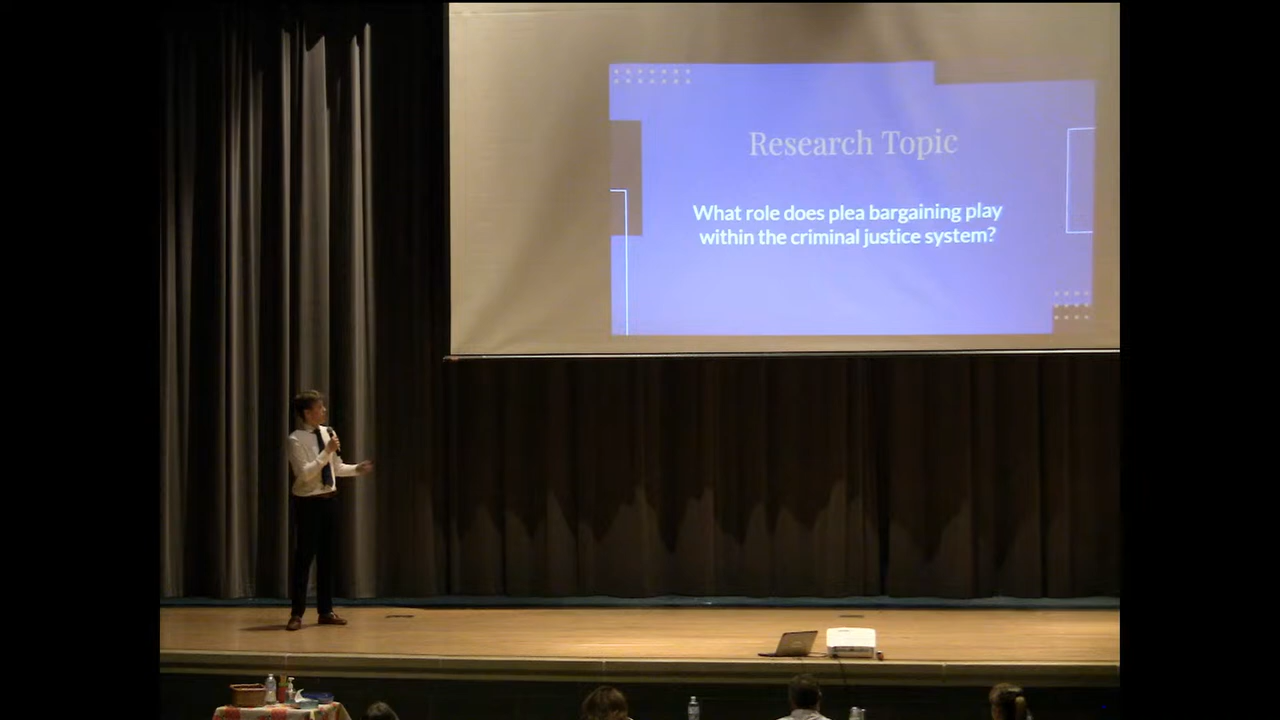 Research Topic
What role does plea bargaining play
within the criminal justice system?